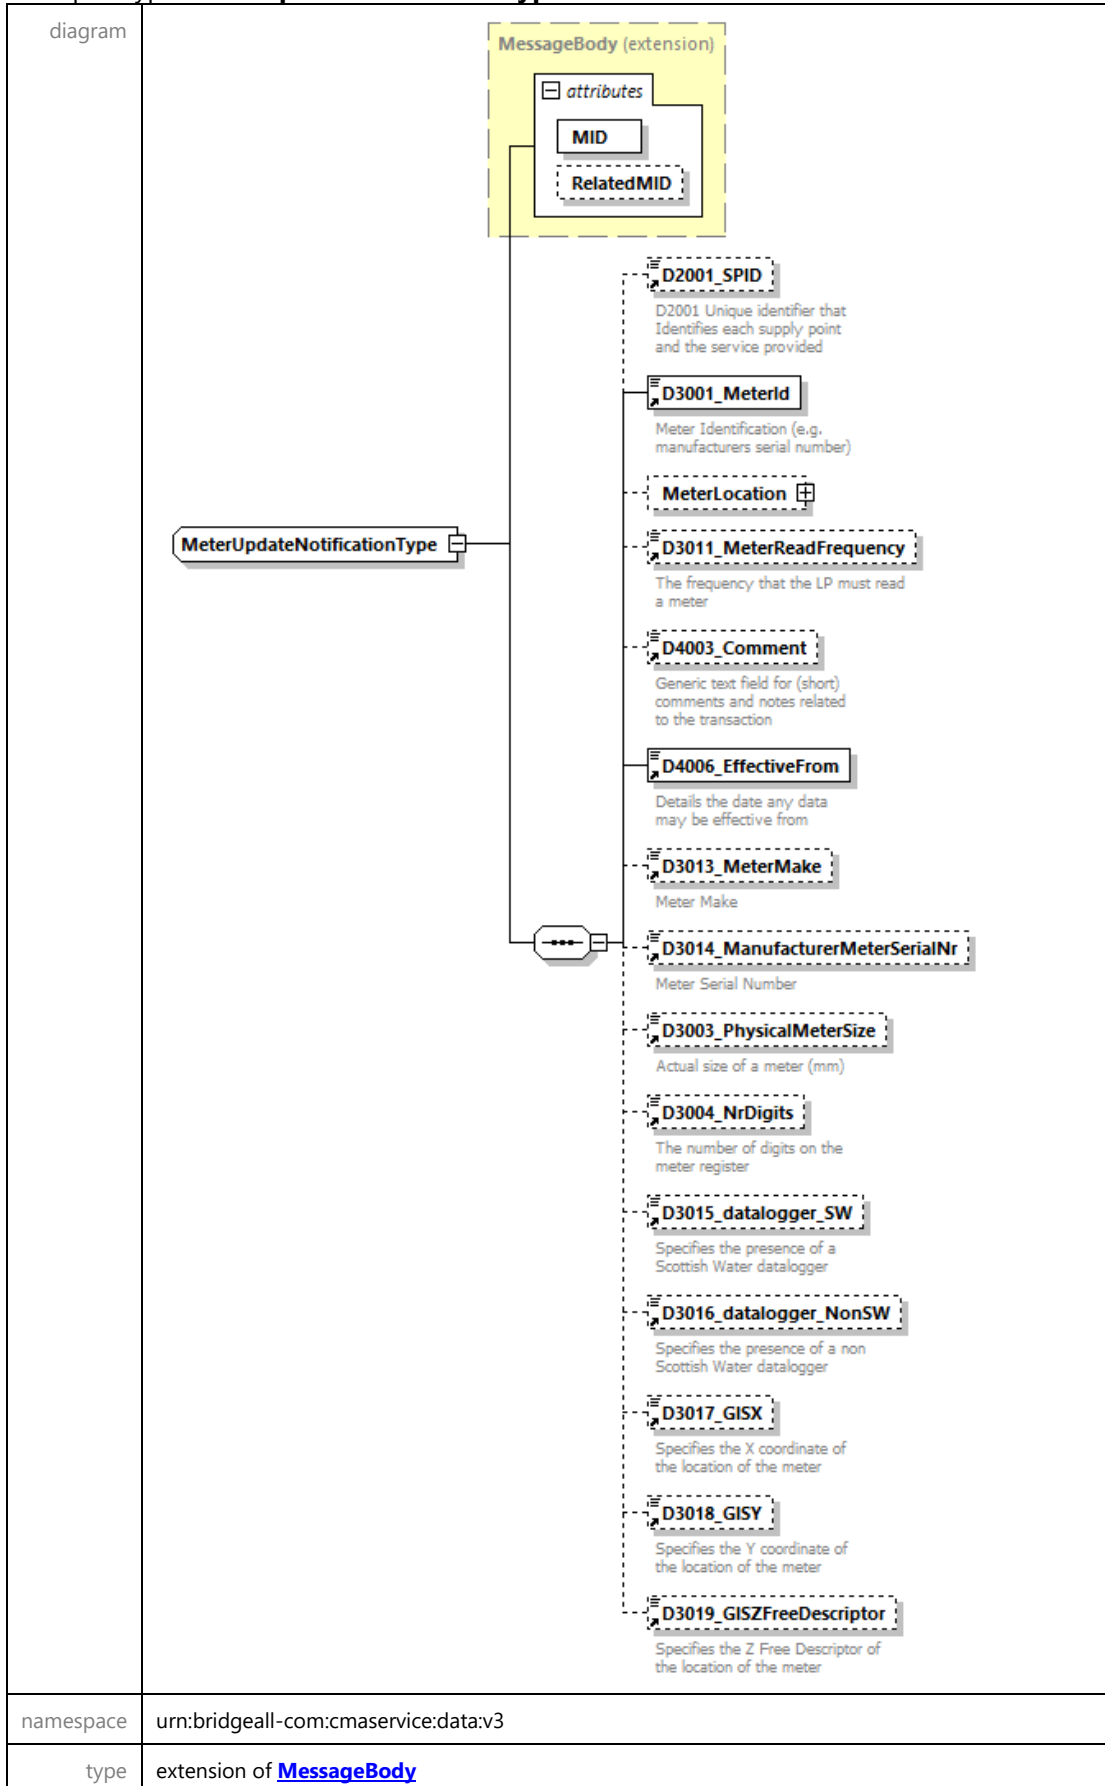 diagram
MessageBody (extension)
attributes
MID
RelatedMID
D2001_SPID
D2001 Unique identifier that
Identifies each supply point
and the service provided
D3001_MeterId
Meter Identification (e.g.
manufacturers serial number)
MeterLocation
MeterUpdateNotificationType
D3011_MeterReadFrequency
The frequency that the LP must read
a meter
D4003_Comment
Generic text field for (short)
comments and notes related
to the transaction
D4006_EffectiveFrom
Details the date any data
may be effective from
D3013_MeterMake
Meter Make
D3014_ManufacturerMeterSerialNr
Meter Serial Number
D3003_PhysicalMeterSize
Actual size of a meter (mm)
D3004_NrDigits
The number of digits on the
meter register
D3015_datalogger_SW
Specifies the presence of a
Scottish Water datalogger
D3016_datalogger_NonSW
Specifies the presence of a non
Scottish Water datalogger
D3017_GISX
Specifies the X coordinate of
the location of the meter
D3018_GISY
Specifies the Y coordinate of
the location of the meter
D3019_GISZFreeDescriptor
Specifies the Z Free Descriptor of
the location of the meter
namespace urn:bridgeall-com:cmaservice:data:v3
type extension of MessageBody